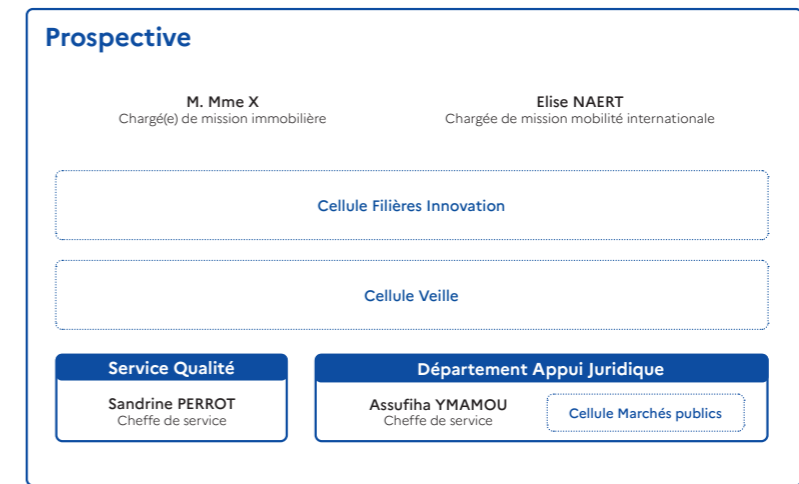 Prospective
M. Mme X
Chargé(e) de mission immobilière
Elise NAERT
Chargée de mission mobilité internationale
Cellule Filières Innovation
Cellule Veille
Service Qualité
Sandrine PERROT
Cheffe de service
Département Appui Juridique
Assufiha YMAMOU
Cheffe de service
Cellule Marchés publics